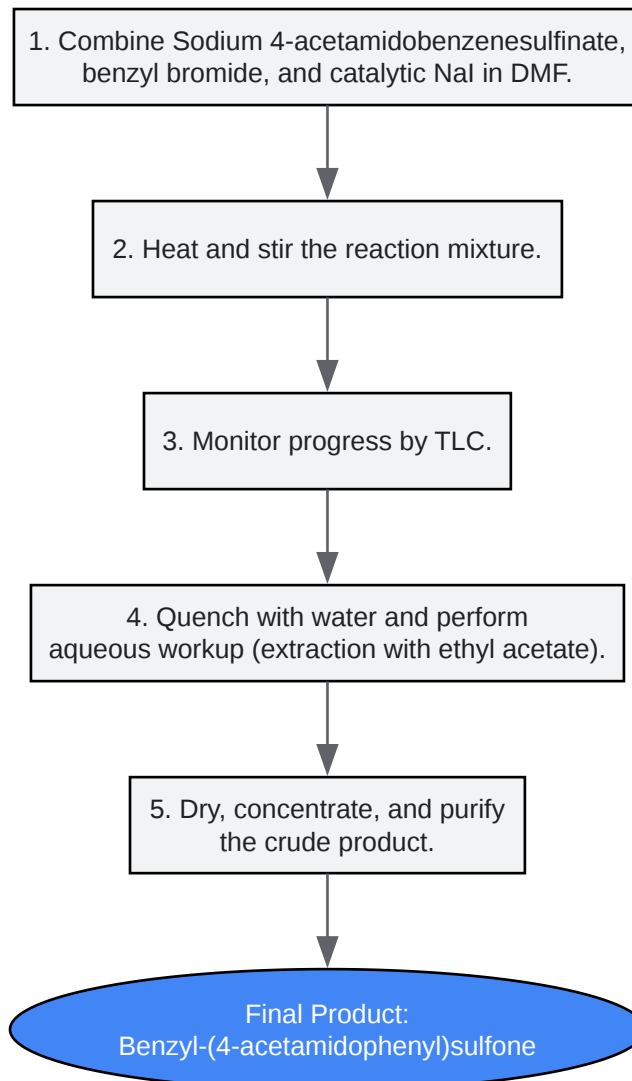 1. Combine Sodium 4-acetamidobenzenesulfinate,
benzyl bromide, and catalytic NaI in DMF.
2. Heat and stir the reaction mixture.
3. Monitor progress by TLC.
4. Quench with water and perform
aqueous workup (extraction with ethyl acetate).
5. Dry, concentrate, and purify
the crude product.
Final Product:
Benzyl-(4-acetamidophenyl)sulfone